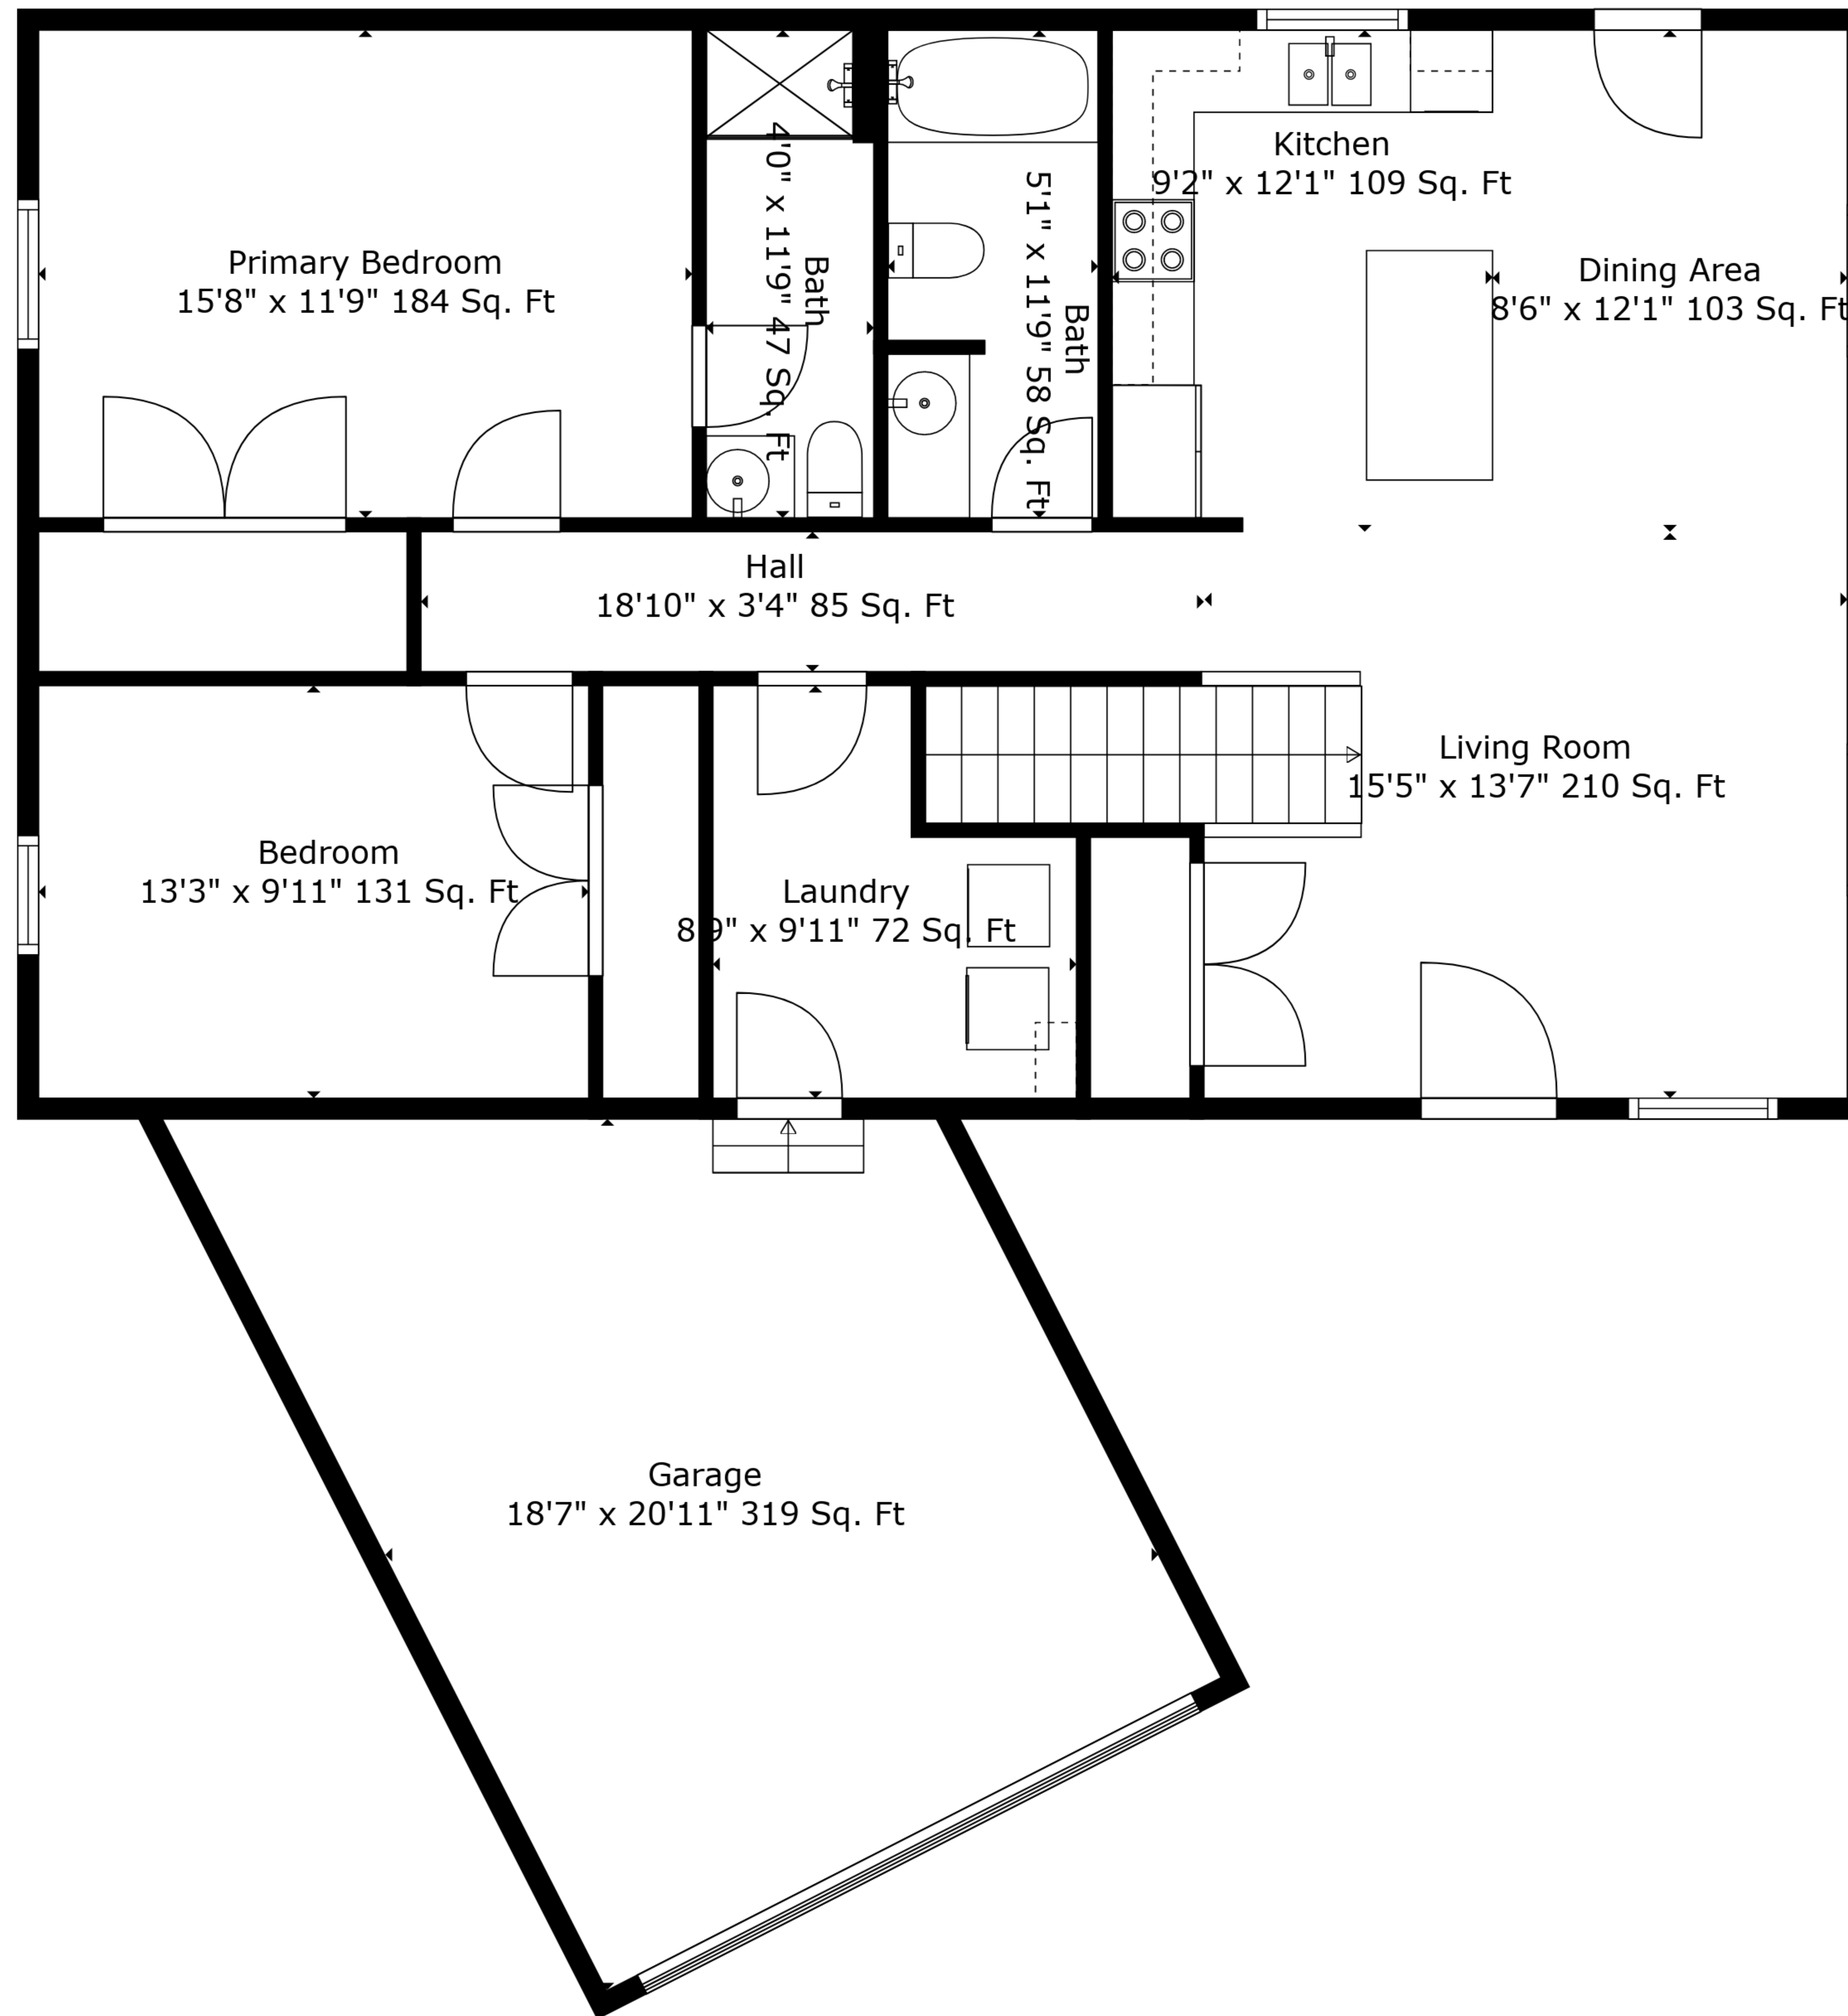 Kitchen
9'2" x 12'1" 109 Sq. Ft
Primary Bedroom
15'8" x 11'9" 184 Sq. Ft
Bath
4'0" x 11'9" 47 Sq. Ft
Bath
5'1" x 11'9" 58 Sq. Ft
Dining Area
8'6" x 12'1" 103 Sq. Ft
Hall
18'10" x 3'4" 85 Sq. Ft
Living Room
15'5" x 13'7" 210 Sq. Ft
Bedroom
13'3" x 9'11" 131 Sq. Ft
Laundry
8'9" x 9'11" 72 Sq. Ft
Garage
18'7" x 20'11" 319 Sq. Ft